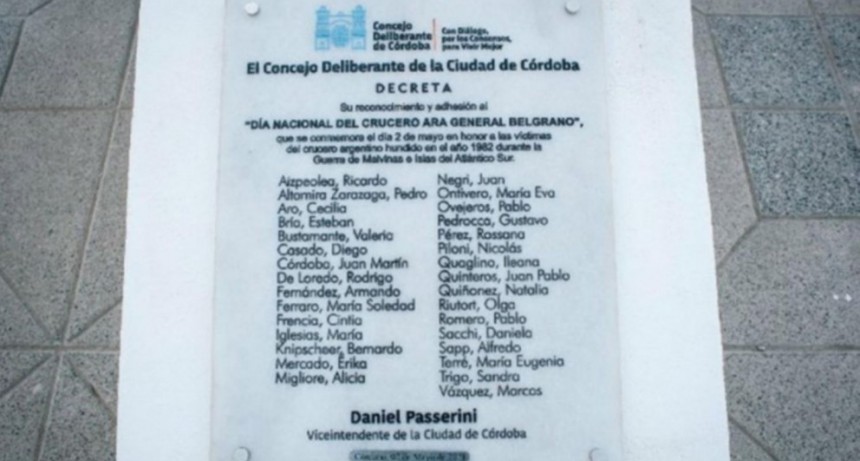 Concejo
Deliberante
de Córdoba
Con Diálogo,
por los Consensos,
para Vivir Mejor
El Concejo Deliberante de la Ciudad de Córdoba
DECRETA
Su reconocimiento y adhesión al
"DÍA NACIONAL DEL CRUCERO ARA GENERAL BELGRANO",
que se conmemora el día 2 de mayo en honor a las víctimas
del crucero argentino hundido en el año 1982 durante la
Guerra de Malvinas e Islas del Atlántico Sur.
Aizpeolea, Ricardo
Altamira Zarazaga, Pedro
Aro, Cecilia
Bría, Esteban
Bustamante, Valeria
Casado, Diego
Córdoba, Juan Martín
De Loredo, Rodrigo
Fernández, Armando
Ferraro, María Soledad
Frencia, Cintia
Iglesias, María
Knipscheer, Bernardo
Mercado, Érika
Migliore, Alicia
Negri, Juan
Ontivero, María Eva
Ovejeros, Pablo
Pedrocca, Gustavo
Pérez, Rossana
Piloni, Nicolás
Quaglino, Ileana
Quinteros, Juan Pablo
Quiñonez, Natalia
Riutort, Olga
Romero, Pablo
Sacchi, Daniela
Sapp, Alfredo
Terré, María Eugenia
Trigo, Sandra
Vázquez, Marcos
Daniel Passerini
Viceintendente de la Ciudad de Córdoba